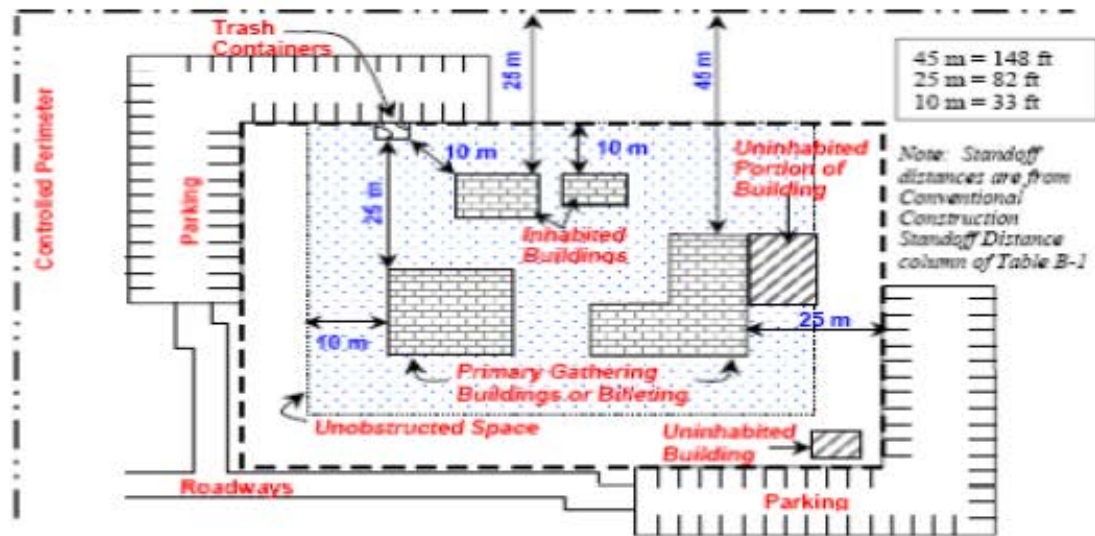 Trash
Containers
25 m
45 m
45 m = 148 ft
25 m = 82 ft
10 m = 33 ft
Controlled Perimeter
Parking
10 m
10 m
Uninhabited
Portion of
Building
Note: Standoff
distances are from
Conventional
Construction
Standoff Distance
column of Table B-1
25 m
Inhabited
Buildings
10 m
25 m
Primary Gathering
Buildings or Billeting
Unobstructed Space
Uninhabited
Building
Roadways
Parking